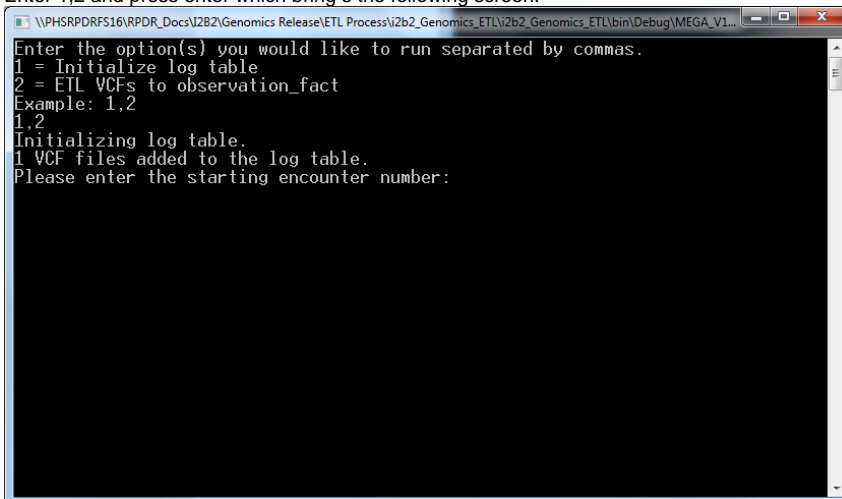 Enter 1,2 and press enter which bring's the following screen.
\\PHSRPDRFS16\RPDR_Docs\I2B2\Genomics Release\ETL Process\i2b2_Genomics_ETL\i2b2_Genomics_ETL\bin\Debug\MEGA_V1...
Enter the option(s) you would like to run separated by commas.
1 = Initialize log table
2 = ETL VCFs to observation_fact
Example: 1,2
1,2
Initializing log table.
1 VCF files added to the log table.
Please enter the starting encounter number: